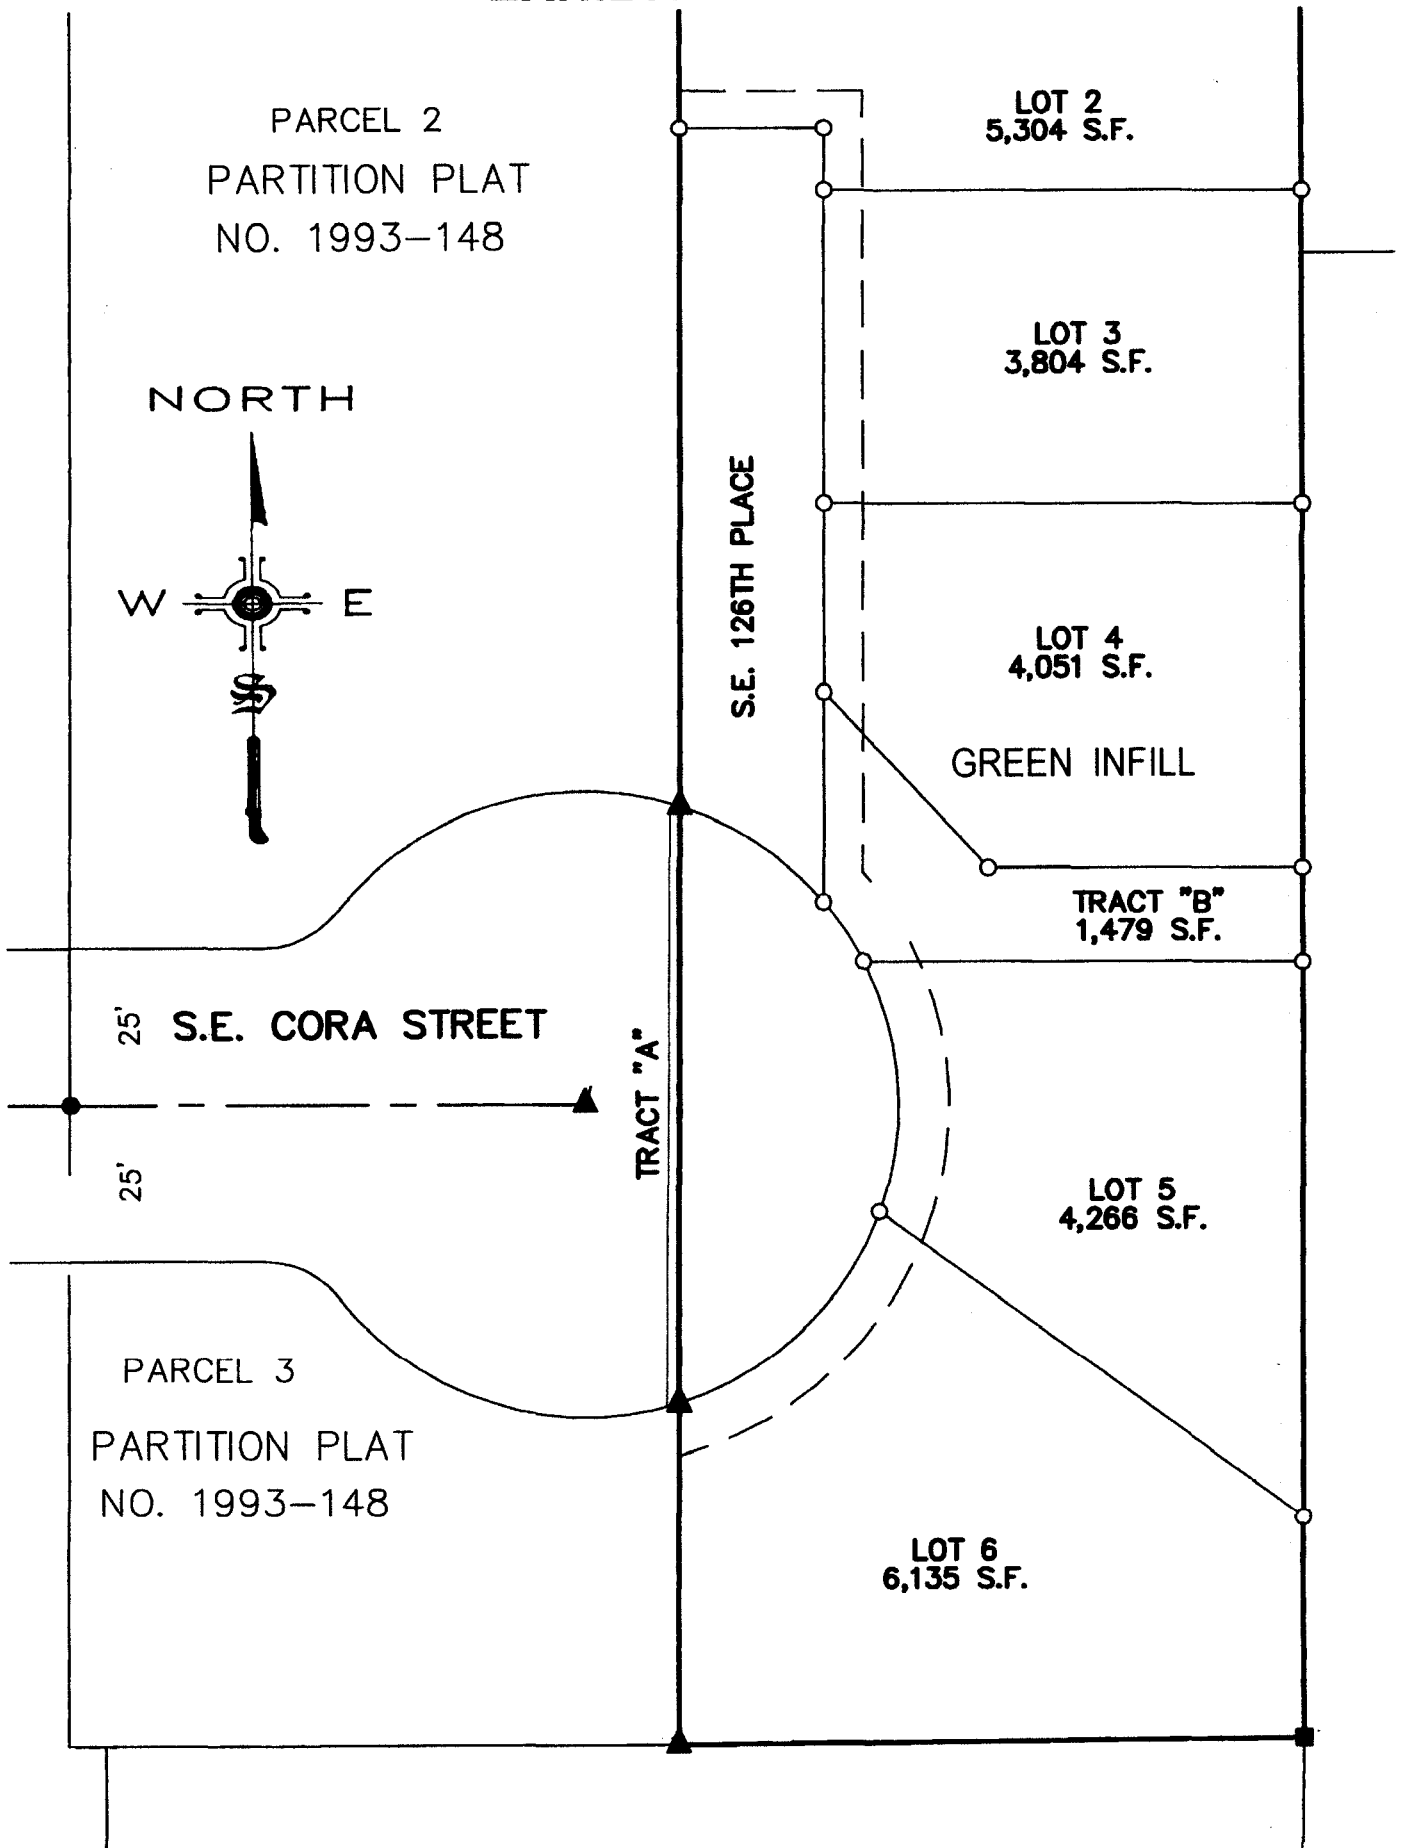 LOT 2
5,304 S.F.
PARCEL 2
PARTITION PLAT
NO. 1993-148
LOT 3
3,804 S.F.
NORTH
W E
S.E. 126TH PLACE
LOT 4
4,051 S.F.
GREEN INFILL
TRACT "B"
1,479 S.F.
25'
S.E. CORA STREET
TRACT "A"
25'
LOT 5
4,266 S.F.
PARCEL 3
PARTITION PLAT
NO. 1993-148
LOT 6
6,135 S.F.